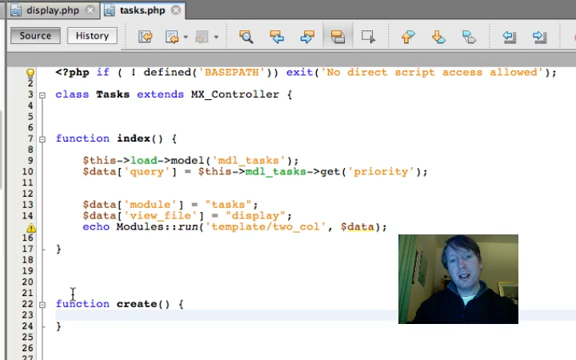 display.php tasks.php
Source History
<?php if ( ! defined('BASEPATH')) exit('No direct script access allowed');
2
3 class Tasks extends MX_Controller {
4
5
6
7 function index() {
8
9 $this->load->model('mdl_tasks');
10 $data['query'] = $this->mdl_tasks->get('priority');
11
12
13 $data['module'] = "tasks";
14 $data['view_file'] = "display";
echo Modules::run('template/two_col', $data);
16
17 }
18
19
20
21
22 function create() {
23
24 }
25
26
27